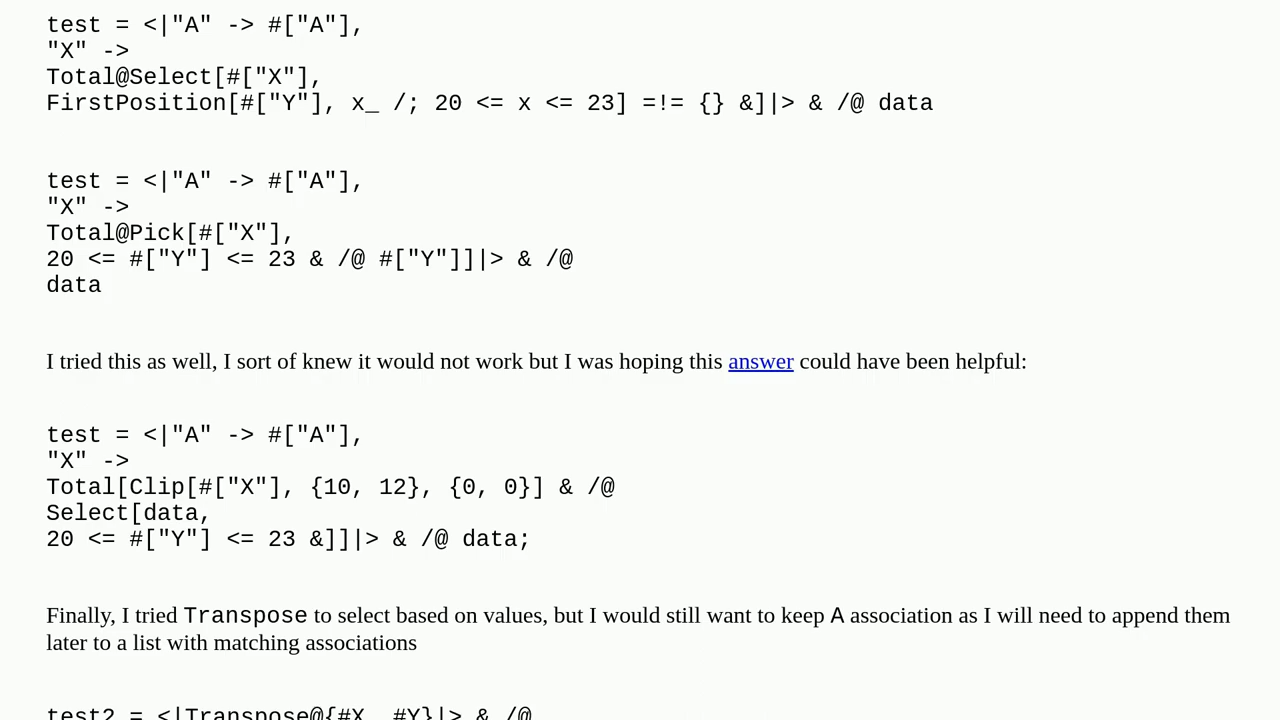 test = <|"A" -> #["A"],
"X" ->
Total@Select[#["X"],
FirstPosition[#["Y"], x_ /; 20 <= x <= 23] =!= {} &]|> & /@ data
test = <|"A" -> #["A"],
"X" ->
Total@Pick[#["X"],
20 <= #["Y"] <= 23 & /@ #["Y"]]|> & /@
data
I tried this as well, I sort of knew it would not work but I was hoping this answer could have been helpful:
test = <|"A" -> #["A"],
"X" ->
Total[Clip[#["X"], {10, 12}, {0, 0}] & /@
Select[data,
20 <= #["Y"] <= 23 &]]|> & /@ data;
Finally, I tried Transpose to select based on values, but I would still want to keep A association as I will need to append them
later to a list with matching associations
test2 = <|Transpose@{#X, #Y}|> & /@